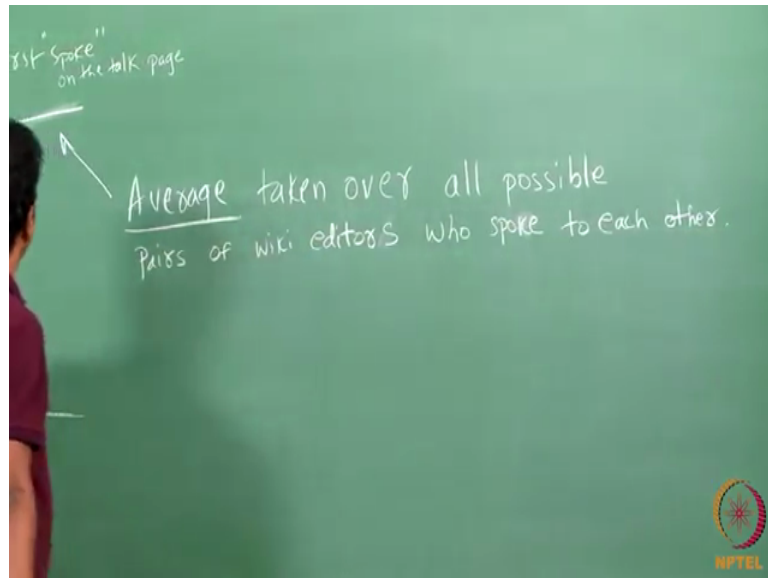 rst "spoke"
on the talk page
Average taken over all possible
Pairs of wiki editors who spoke to each other.
NPTEL